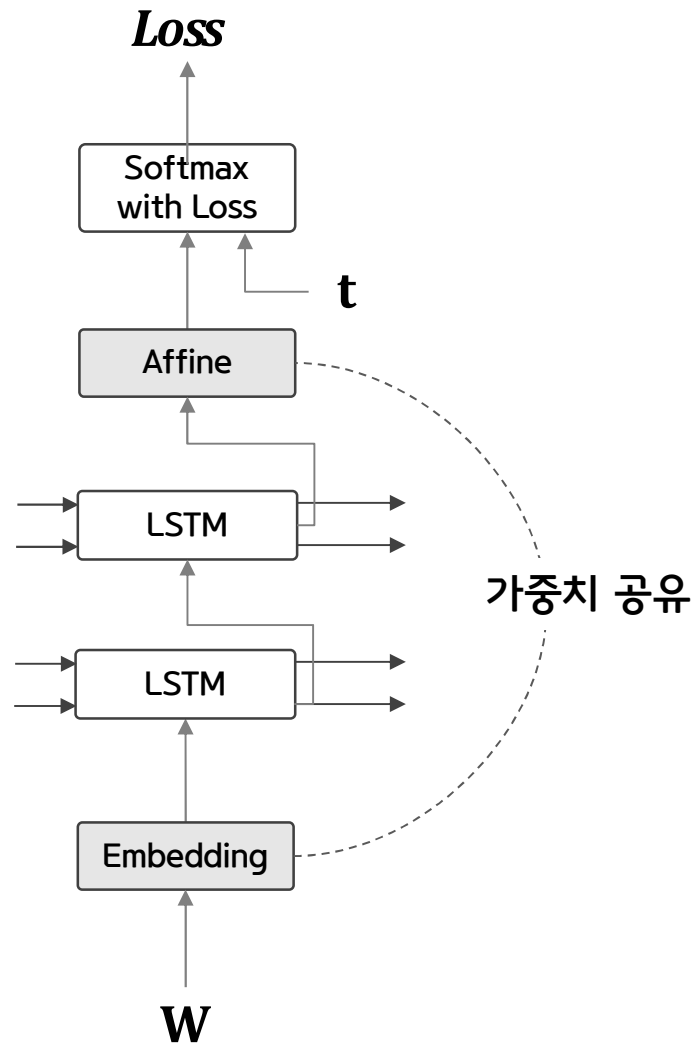 Loss
Softmax
with Loss
t
Affine
LSTM
가중치 공유
LSTM
Embedding
W